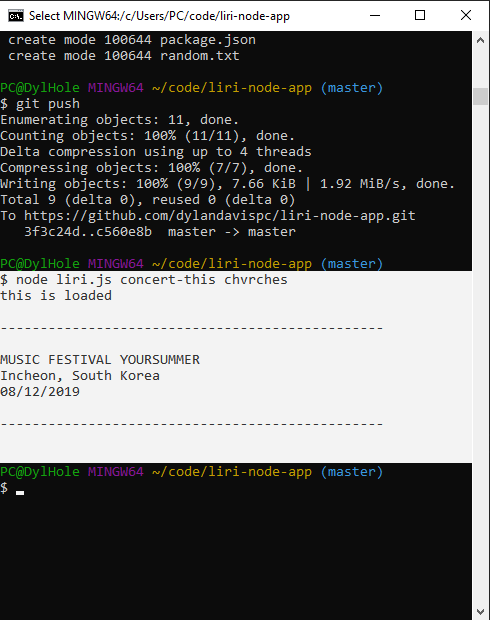 Select MINGW64:/c/Users/PC/code/liri-node-app
create mode 100644 package.json
create mode 100644 random.txt
PC@DylHole MINGW64 ~/code/liri-node-app (master)
$ git push
Enumerating objects: 11, done.
Counting objects: 100% (11/11), done.
Delta compression using up to 4 threads
Compressing objects: 100% (7/7), done.
Writing objects: 100% (9/9), 7.66 KiB | 1.92 MiB/s, done.
Total 9 (delta 0), reused 0 (delta 0)
To https://github.com/dylandavispc/liri-node-app.git
3f3c24d..c560e8b  master -> master
PC@DylHole MINGW64 ~/code/liri-node-app (master)
$ node liri.js concert-this chvrches
this is loaded
------------------------------------------------
MUSIC FESTIVAL YOURSUMMER
Incheon, South Korea
08/12/2019
------------------------------------------------
PC@DylHole MINGW64 ~/code/liri-node-app (master)
$